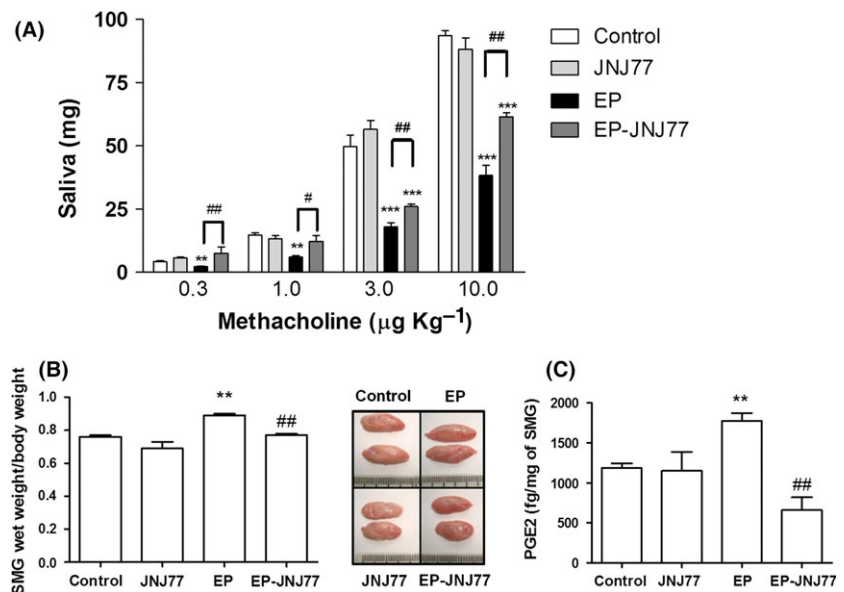 (A)
100
75
50
25
0
Saliva (mg)
##
**
#
**
##
***
***
##
***
***
0.3 1.0 3.0 10.0
Methacholine (µg Kg⁻¹)
Control
JNJ77
EP
EP-JNJ77
(B)
SMG wet weight/body weight
1.0
0.8
0.6
0.4
0.2
0.0
**
##
Control JNJ77 EP EP-JNJ77
Control EP
JNJ77 EP-JNJ77
(C)
PGE2 (fg/mg of SMG)
2000
1500
1000
500
0
**
##
Control JNJ77 EP EP-JNJ77